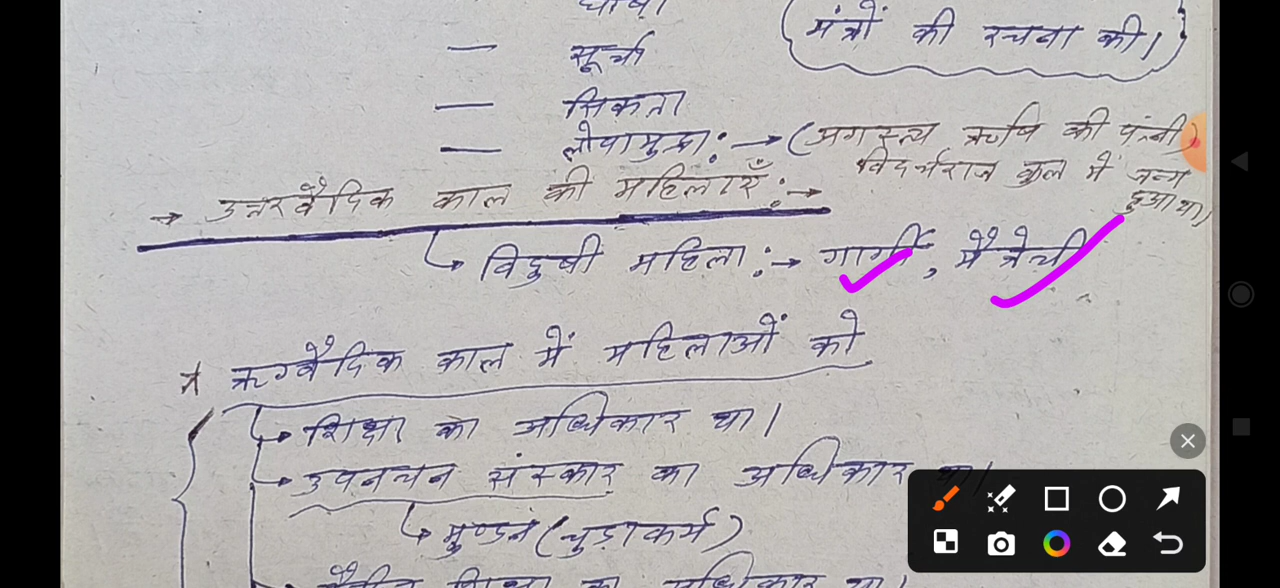 घोषा
मंत्रों की रचना की।
— सूर्या
— सिकता
— लोपामुद्रा :→ (अगस्त्य ऋषि की पत्नी)
विदर्भराज कुल में जन्म हुआ था।
→ उत्तरवैदिक काल की महिलाएँ :→
↳ विदुषी महिला :→ गार्गी, मैत्रेयी
* ऋग्वैदिक काल में महिलाओं को
↳ शिक्षा का अधिकार था।
↳ उपनयन संस्कार का अधिकार था।
↳ मुण्डन (चुड़ाकर्म)
शिक्षा का अधिकार था।